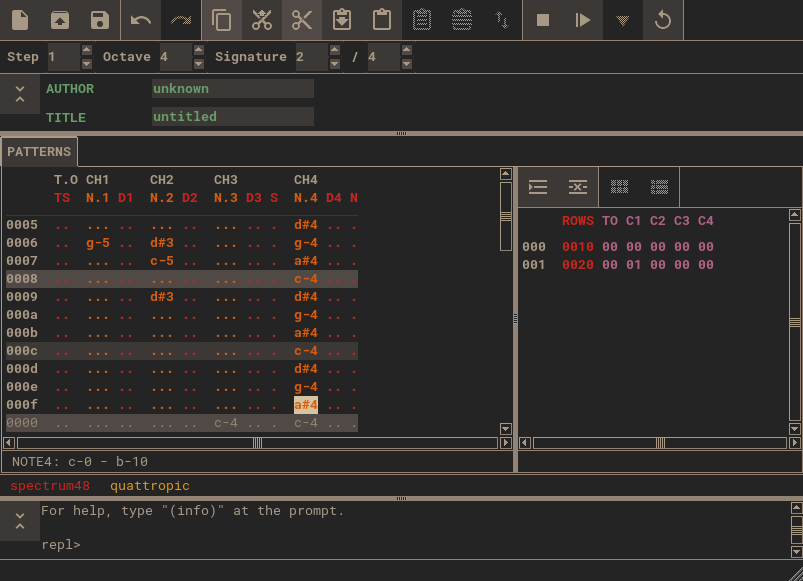 Step 1 Octave 4 Signature 2 / 4
AUTHOR unknown
TITLE untitled
PATTERNS
T.O CH1 CH2 CH3 CH4
TS N.1 D1 N.2 D2 N.3 D3 S N.4 D4 N
0005 .. ... .. ... .. ... .. . d#4 .. .
0006 .. g-5 .. d#3 .. ... .. . g-4 .. .
0007 .. ... .. c-5 .. ... .. . a#4 .. .
0008 .. ... .. ... .. ... .. . c-4 .. .
0009 .. ... .. d#3 .. ... .. . d#4 .. .
000a .. ... .. ... .. ... .. . g-4 .. .
000b .. ... .. ... .. ... .. . a#4 .. .
000c .. ... .. ... .. ... .. . c-4 .. .
000d .. ... .. ... .. ... .. . d#4 .. .
000e .. ... .. ... .. ... .. . g-4 .. .
000f .. ... .. ... .. ... .. . a#4 .. .
0000 .. ... .. ... .. c-4 .. . c-4 .. .
ROWS TO C1 C2 C3 C4
000 0010 00 00 00 00 00
001 0020 00 01 00 00 00
NOTE4: c-0 - b-10
spectrum48 quattropic
For help, type "(info)" at the prompt.
repl>